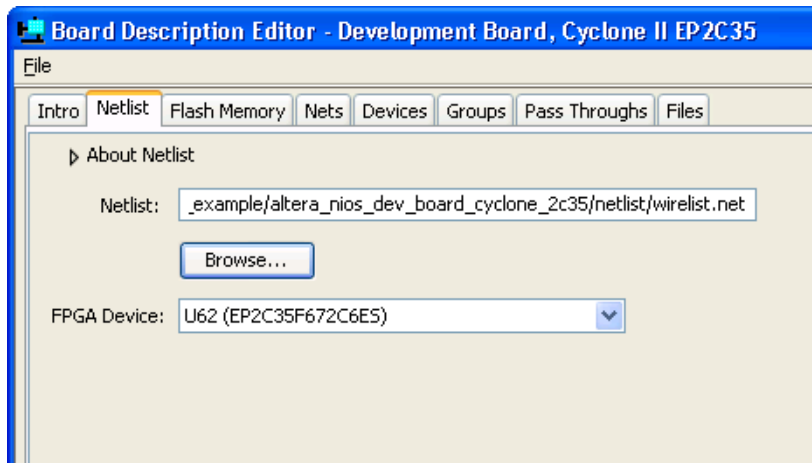 Board Description Editor - Development Board, Cyclone II EP2C35
File
Intro Netlist Flash Memory Nets Devices Groups Pass Throughs Files
About Netlist
Netlist: _example/altera_nios_dev_board_cyclone_2c35/netlist/wirelist.net
Browse...
FPGA Device: U62 (EP2C35F672C6ES)